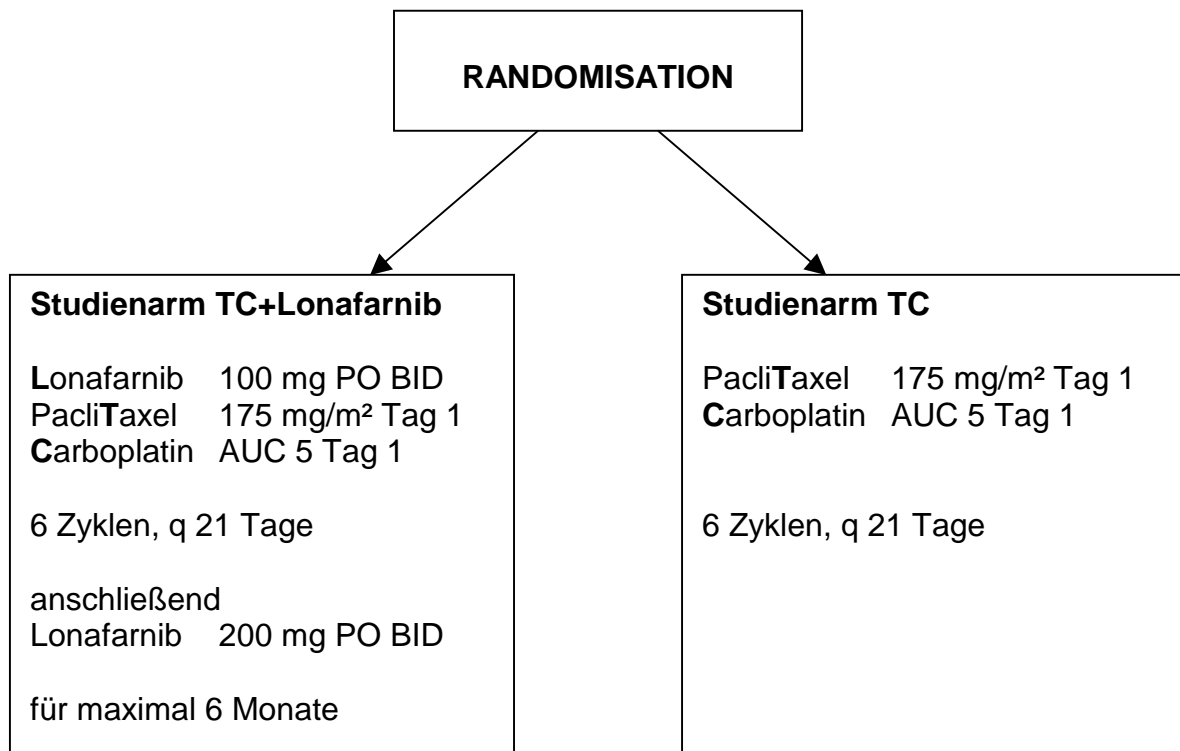 RANDOMISATION
Studienarm TC+Lonafarnib
Lonafarnib 100 mg PO BID
PacliTaxel 175 mg/m² Tag 1
Carboplatin AUC 5 Tag 1
6 Zyklen, q 21 Tage
anschließend
Lonafarnib 200 mg PO BID
für maximal 6 Monate
Studienarm TC
PacliTaxel 175 mg/m² Tag 1
Carboplatin AUC 5 Tag 1
6 Zyklen, q 21 Tage